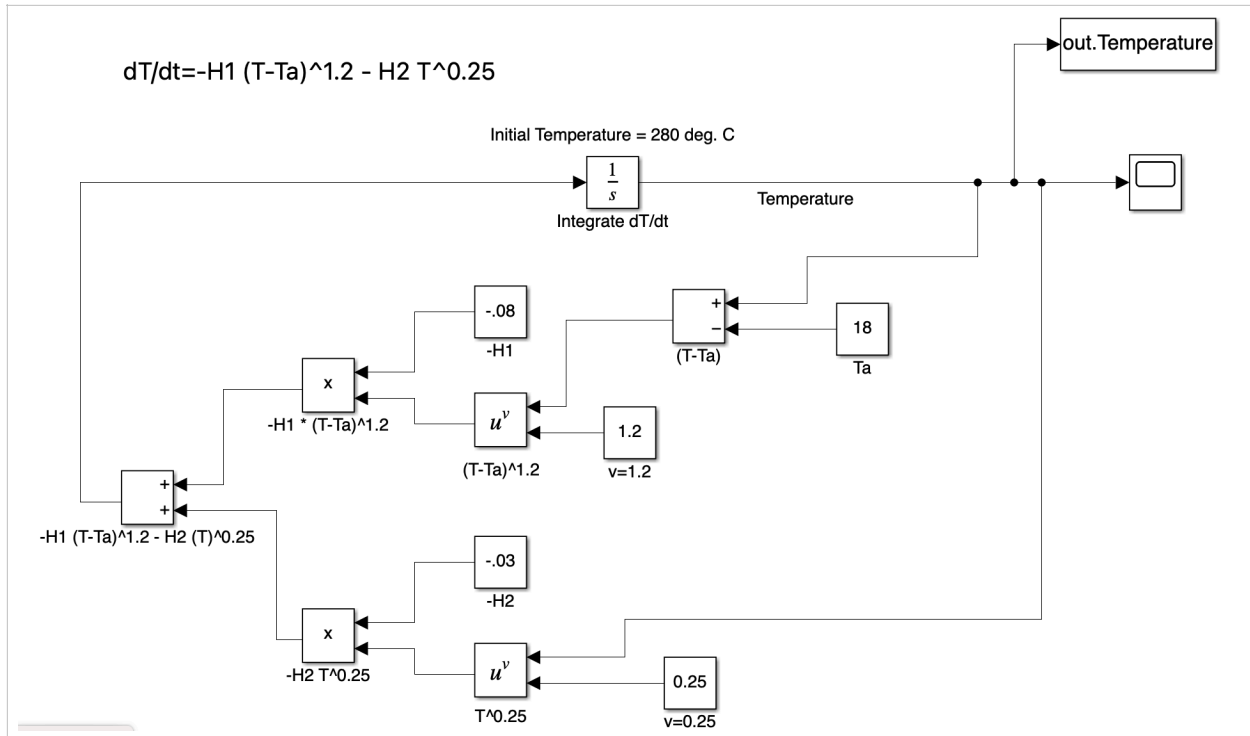 out.Temperature
dT/dt=-H1 (T-Ta)^1.2 - H2 T^0.25
Initial Temperature = 280 deg. C
1
s
Integrate dT/dt
Temperature
-.08
-H1
+
−
(T-Ta)
18
Ta
x
-H1 * (T-Ta)^1.2
u^v
(T-Ta)^1.2
1.2
v=1.2
+
+
-H1 (T-Ta)^1.2 - H2 (T)^0.25
-.03
-H2
x
-H2 T^0.25
u^v
T^0.25
0.25
v=0.25